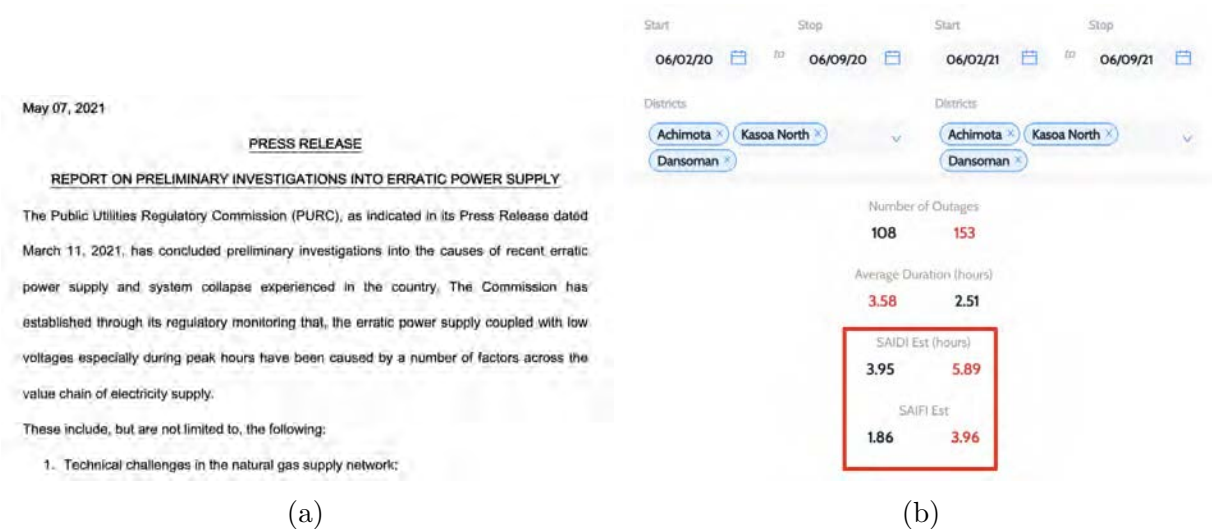 May 07, 2021
PRESS RELEASE
REPORT ON PRELIMINARY INVESTIGATIONS INTO ERRATIC POWER SUPPLY
The Public Utilities Regulatory Commission (PURC), as indicated in its Press Release dated
March 11, 2021, has concluded preliminary investigations into the causes of recent erratic
power supply and system collapse experienced in the country. The Commission has
established through its regulatory monitoring that, the erratic power supply coupled with low
voltages especially during peak hours have been caused by a number of factors across the
value chain of electricity supply.
These include, but are not limited to, the following:
1. Technical challenges in the natural gas supply network;
(a)
Start Stop Start Stop
06/02/20 to 06/09/20 06/02/21 to 06/09/21
Districts Districts
Achimota × Kasoa North × Achimota × Kasoa North ×
Dansoman × Dansoman ×
Number of Outages
108 153
Average Duration (hours)
3.58 2.51
SAIDI Est (hours)
3.95 5.89
SAIFI Est
1.86 3.96
(b)